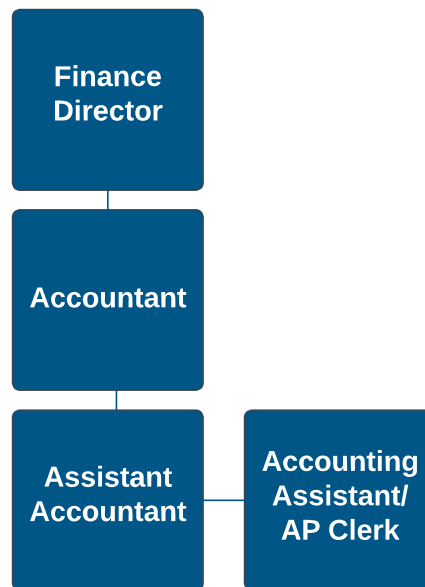 Finance
Director
Accountant
Assistant
Accountant
Accounting
Assistant/
AP Clerk